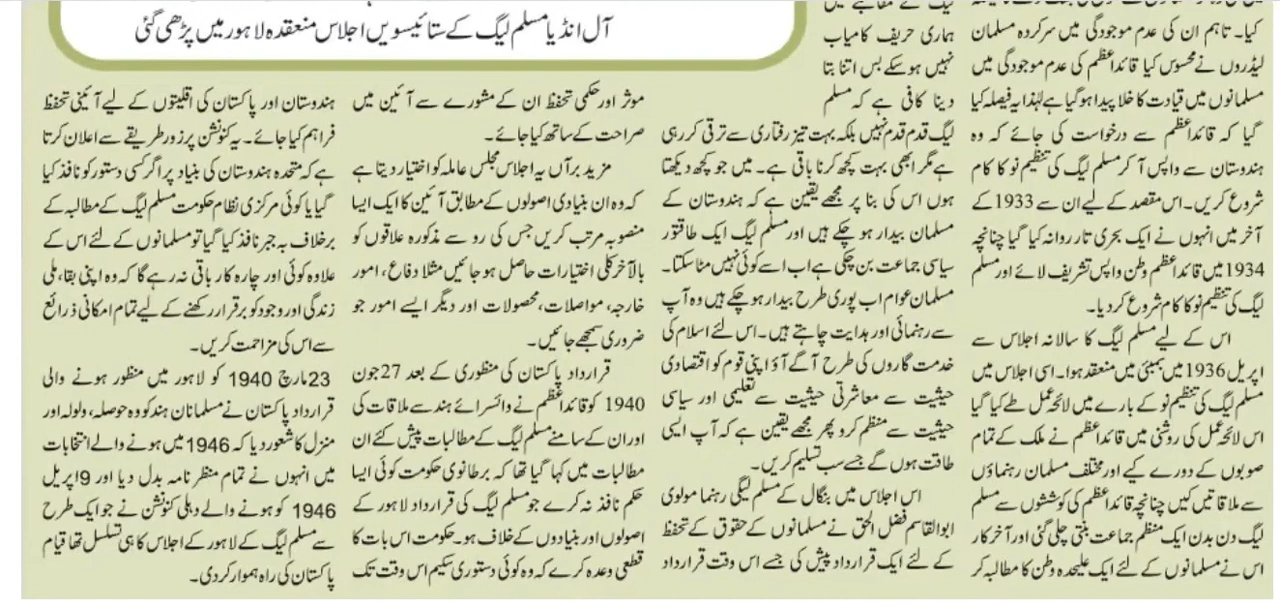 آل انڈیا مسلم لیگ کے ستائیسویں اجلاس منعقدہ لاہور میں پڑھی گئی
کیا۔ تاہم ان کی عدم موجودگی میں سرکردہ مسلمان
لیڈروں نے محسوس کیا قائداعظم کی عدم موجودگی میں
مسلمانوں میں قیادت کا خلا پیدا ہوگیا ہے لہٰذا یہ فیصلہ کیا
گیا کہ قائداعظم سے درخواست کی جائے کہ وہ
ہندوستان سے واپس آ کر مسلم لیگ کی تنظیم نو کا کام
شروع کریں۔ اس مقصد کے لیے ان سے 1933 کے
آخر میں انہوں نے ایک بحری تار روانہ کیا گیا چنانچہ
1934 میں قائداعظم وطن واپس تشریف لائے اور مسلم
لیگ کی تنظیم نو کا کام شروع کر دیا۔
اس کے لیے مسلم لیگ کا سالانہ اجلاس سے
اپریل 1936 میں بمبئی میں منعقد ہوا۔ اسی اجلاس میں
مسلم لیگ کی تنظیم نو کے بارے میں لائحہ عمل طے کیا گیا
اس لائحہ عمل کی روشنی میں قائداعظم نے ملک کے تمام
صوبوں کے دورے کیے اور مختلف مسلمان رہنماؤں
سے ملاقاتیں کیں چنانچہ قائداعظم کی کوششوں سے مسلم
لیگ دن بدن ایک منظم جماعت بنتی چلی گئی اور آخر کار
اس نے مسلمانوں کے لئے ایک علیحدہ وطن کا مطالبہ کر
ہماری حریف کامیاب
نہیں ہو سکے بس اتنا بتا
دینا کافی ہے کہ مسلم
لیگ قدم قدم نہیں بلکہ بہت تیز رفتاری سے ترقی کر رہی
ہے مگر ابھی بہت کچھ کرنا باقی ہے۔ میں جو کچھ دیکھتا
ہوں اس کی بنا پر مجھے یقین ہے کہ ہندوستان کے
مسلمان بیدار ہو چکے ہیں اور مسلم لیگ ایک طاقتور
سیاسی جماعت بن چکی ہے اب اسے کوئی نہیں مٹا سکتا۔
مسلمان عوام اب پوری طرح بیدار ہو چکے ہیں وہ آپ
سے رہنمائی اور ہدایت چاہتے ہیں۔ اس لئے اسلام کی
خدمت گاروں کی طرح آگے آؤ اپنی قوم کو اقتصادی
حیثیت سے معاشرتی حیثیت سے تعلیمی اور سیاسی
حیثیت سے منظم کرو پھر مجھے یقین ہے کہ آپ ایسی
طاقت ہوں گے جسے سب تسلیم کریں۔
اس اجلاس میں بنگال کے مسلم لیگی رہنما مولوی
ابوالقاسم فضل الحق نے مسلمانوں کے حقوق کے تحفظ
کے لئے ایک قرارداد پیش کی جسے اس وقت قرارداد
موثر اور حکمی تحفظ ان کے مشورے سے آئین میں
صراحت کے ساتھ کیا جائے۔
مزید برآں یہ اجلاس مجلس عاملہ کو اختیار دیتا ہے
کہ وہ ان بنیادی اصولوں کے مطابق آئین کا ایک ایسا
منصوبہ مرتب کریں جس کی رو سے مذکورہ علاقوں کو
بالآخر کلی اختیارات حاصل ہو جائیں مثلا دفاع، امور
خارجہ، مواصلات، محصولات اور دیگر ایسے امور جو
ضروری سمجھے جائیں۔
قرارداد پاکستان کی منظوری کے بعد 27 جون
1940 کو قائداعظم نے وائسرائے ہند سے ملاقات کی
اور ان کے سامنے مسلم لیگ کے مطالبات پیش کئے ان
مطالبات میں کہا گیا تھا کہ برطانوی حکومت کوئی ایسا
حکم نافذ نہ کرے جو مسلم لیگ کی قرارداد لاہور کے
اصولوں اور بنیادوں کے خلاف ہو۔ حکومت اس بات کا
قطعی وعدہ کرے کہ وہ کوئی دستوری سکیم اس وقت تک
ہندوستان اور پاکستان کی اقلیتوں کے لیے آئینی تحفظ
فراہم کیا جائے۔ یہ کنونشن پرزور طریقے سے اعلان کرتا
ہے کہ متحدہ ہندوستان کی بنیاد پر اگر کسی دستور کو نافذ کیا
گیا یا کوئی مرکزی نظام حکومت مسلم لیگ کے مطالبہ کے
برخلاف بہ جبر نافذ کیا گیا تو مسلمانوں کے لئے اس کے
علاوہ کوئی اور چارہ کار باقی نہ رہے گا کہ وہ اپنی بقا، ملی
زندگی اور وجود کو برقرار رکھنے کے لیے تمام امکانی ذرائع
سے اس کی مزاحمت کریں۔
23 مارچ 1940 کو لاہور میں منظور ہونے والی
قرارداد پاکستان نے مسلمانان ہند کو وہ حوصلہ، ولولہ اور
منزل کا شعور دیا کہ 1946 میں ہونے والے انتخابات
میں انہوں نے تمام منظر نامہ بدل دیا اور 9 اپریل
1946 کو ہونے والے دہلی کنونشن نے جو ایک طرح
سے مسلم لیگ کے لاہور کے اجلاس کا ہی تسلسل تھا قیام
پاکستان کی راہ ہموار کر دی۔